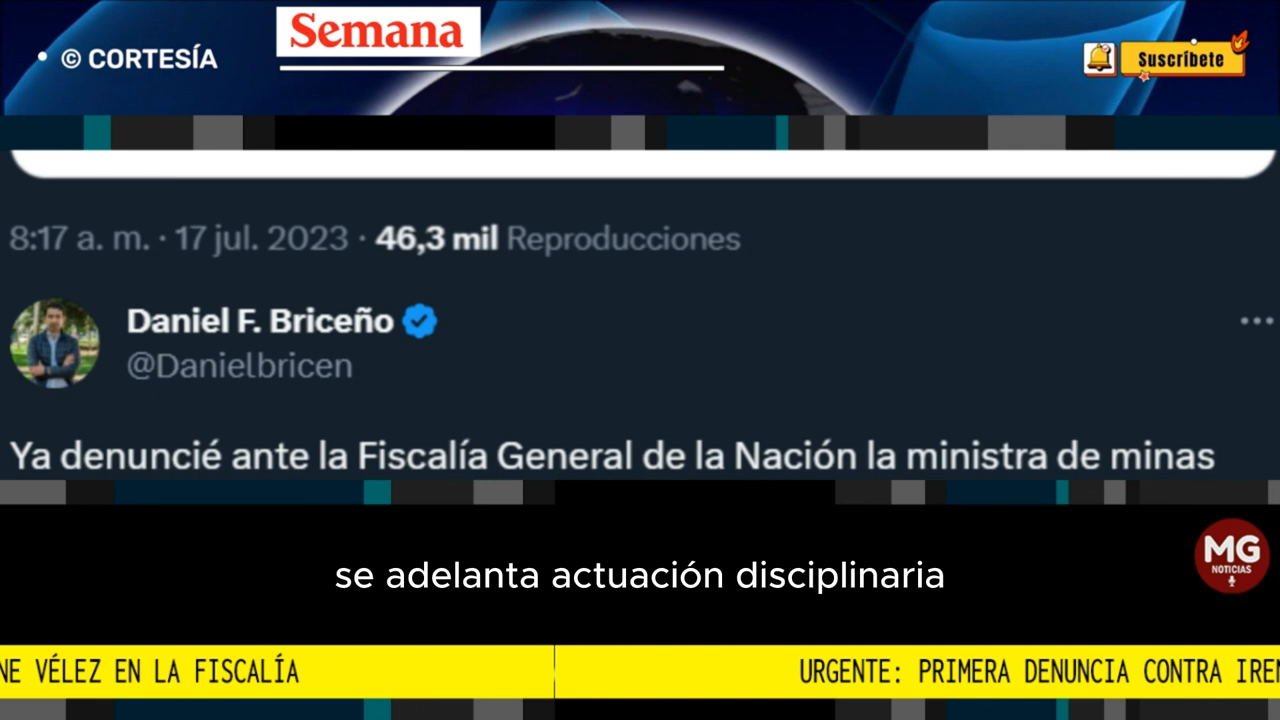 • © CORTESÍA
Semana
Suscríbete
8:17 a. m. · 17 jul. 2023 · 46,3 mil Reproducciones
Daniel F. Briceño
@Danielbricen
Ya denuncié ante la Fiscalía General de la Nación la ministra de minas
se adelanta actuación disciplinaria
MG
NOTICIAS
NE VÉLEZ EN LA FISCALÍA
URGENTE: PRIMERA DENUNCIA CONTRA IREN